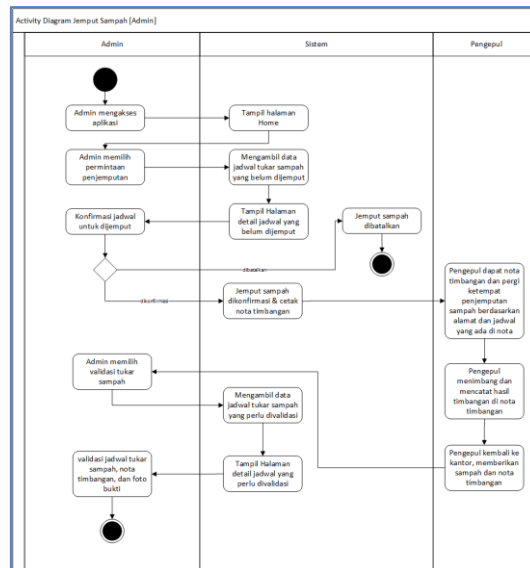 Activity Diagram Jemput Sampah [Admin]
Admin
Sistem
Pengepul
Admin mengakses
aplikasi
Tampil halaman
Home
Admin memilih
permintaan
penjemputan
Mengambil data
jadwal tukar sampah
yang belum dijemput
Konfirmasi jadwal
untuk dijemput
Tampil Halaman
detail jadwal yang
belum dijemput
Jemput sampah
dibatalkan
dibatalkan
dikonfirmasi
Jemput sampah
dikonfirmasi & cetak
nota timbangan
Pengepul dapat nota
timbangan dan pergi
ketempat
penjemputan
sampah berdasarkan
alamat dan jadwal
yang ada di nota
Admin memilih
validasi tukar
sampah
Pengepul
menimbang dan
mencatat hasil
timbangan di nota
timbangan
Mengambil data
jadwal tukar sampah
yang perlu divalidasi
validasi jadwal tukar
sampah, nota
timbangan, dan foto
bukti
Tampil Halaman
detail jadwal yang
perlu divalidasi
Pengepul kembali ke
kantor, memberikan
sampah dan nota
timbangan